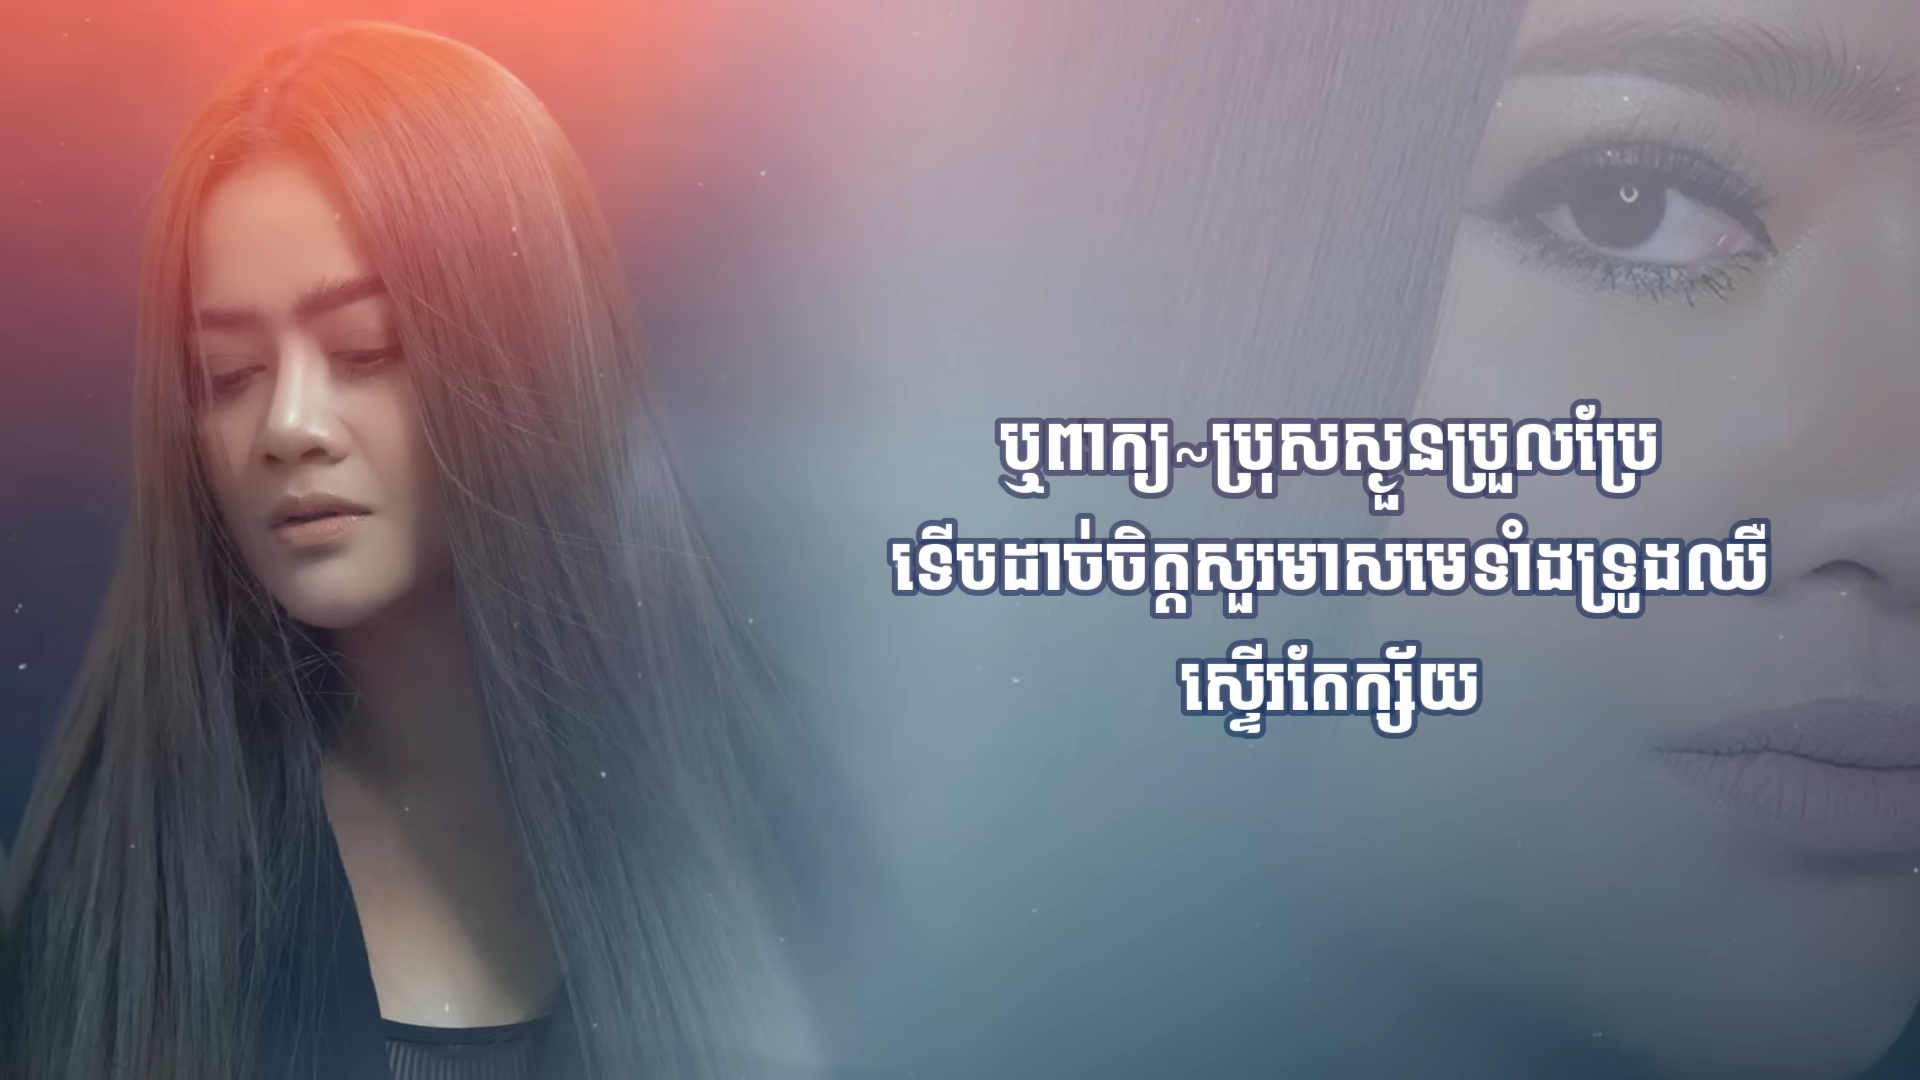 ឬពាក្យ~ប្រុសស្ងួនប្រួលប្រែ
ទើបដាច់ចិត្តសួរមាសមេទាំងទ្រូងឈឺ
ស្ទើរតែក្ស័យ